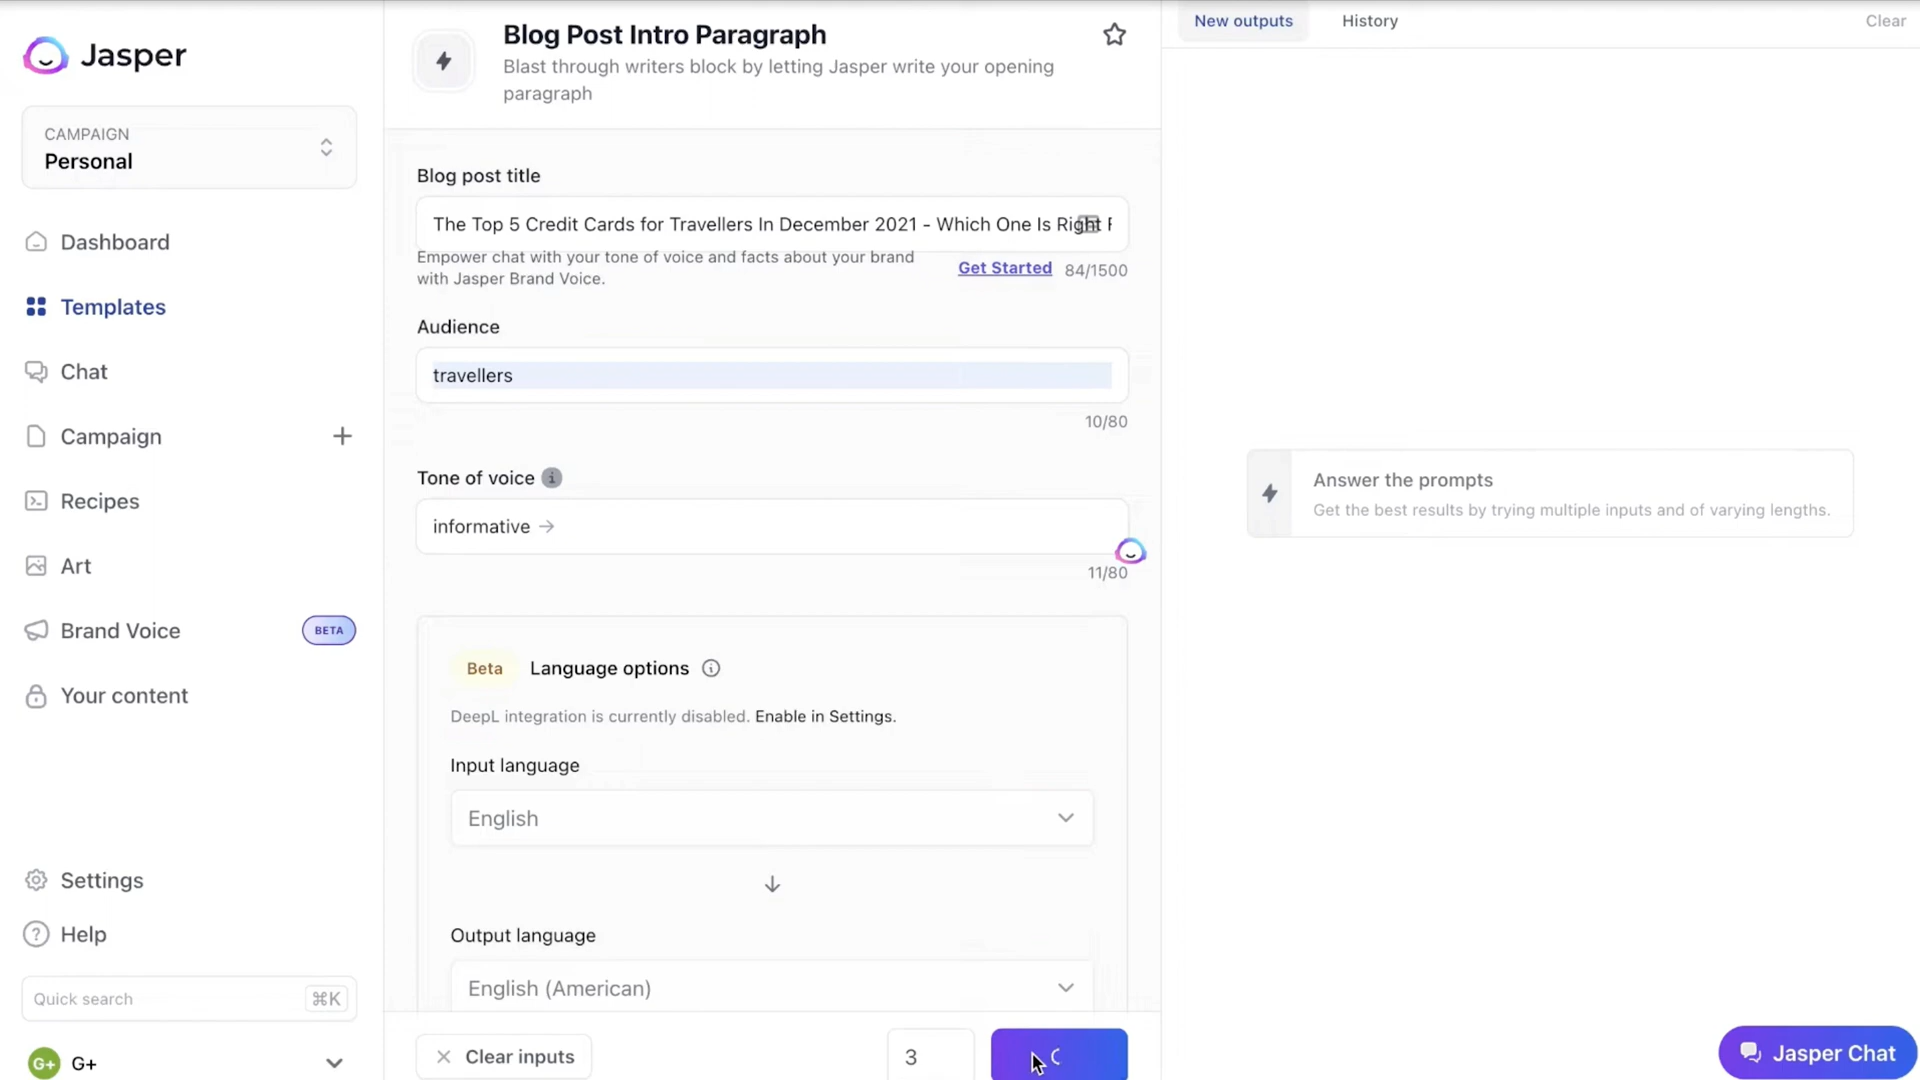 Jasper
CAMPAIGN
Personal
Dashboard
Templates
Chat
Campaign
Recipes
Art
Brand Voice
BETA
Your content
Settings
Help
Quick search
⌘K
G+
G+
Blog Post Intro Paragraph
Blast through writers block by letting Jasper write your opening
paragraph
Blog post title
The Top 5 Credit Cards for Travellers In December 2021 - Which One Is Right F
Empower chat with your tone of voice and facts about your brand
with Jasper Brand Voice.
Get Started
84/1500
Audience
travellers
10/80
Tone of voice
informative →
11/80
Beta
Language options
DeepL integration is currently disabled. Enable in Settings.
Input language
English
Output language
English (American)
Clear inputs
3
New outputs
History
Clear
Answer the prompts
Get the best results by trying multiple inputs and of varying lengths.
Jasper Chat